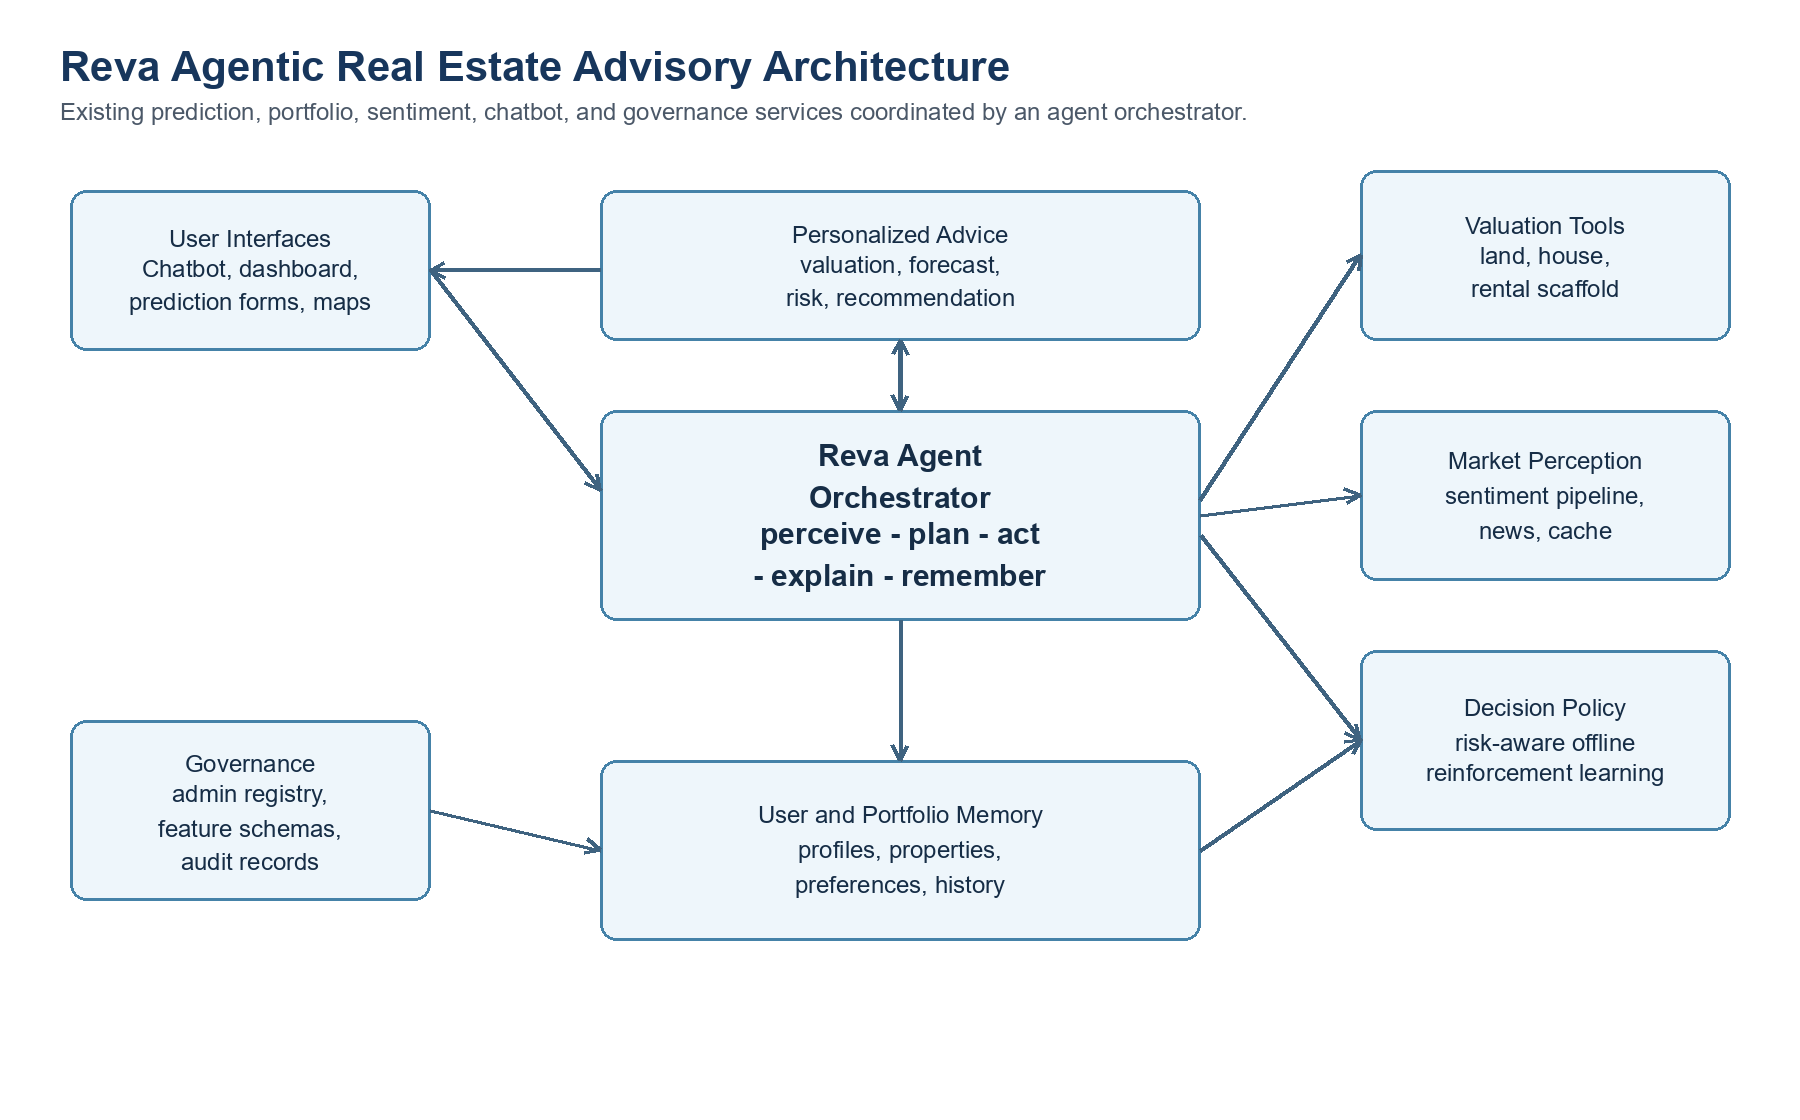 Reva Agentic Real Estate Advisory Architecture
Existing prediction, portfolio, sentiment, chatbot, and governance services coordinated by an agent orchestrator.
User Interfaces
Chatbot, dashboard,
prediction forms, maps
Personalized Advice
valuation, forecast,
risk, recommendation
Valuation Tools
land, house,
rental scaffold
Reva Agent
Orchestrator
perceive - plan - act
- explain - remember
Market Perception
sentiment pipeline,
news, cache
Decision Policy
risk-aware offline
reinforcement learning
Governance
admin registry,
feature schemas,
audit records
User and Portfolio Memory
profiles, properties,
preferences, history